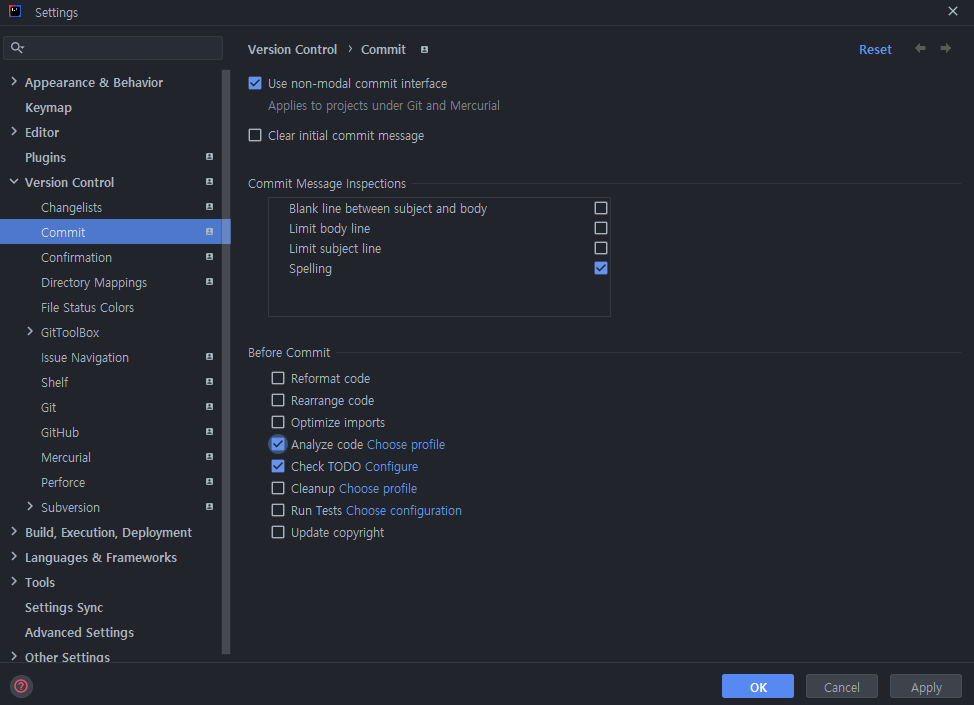 Settings
Version Control › Commit
Reset
Appearance & Behavior
Keymap
Editor
Plugins
Version Control
Changelists
Commit
Confirmation
Directory Mappings
File Status Colors
GitToolBox
Issue Navigation
Shelf
Git
GitHub
Mercurial
Perforce
Subversion
Build, Execution, Deployment
Languages & Frameworks
Tools
Settings Sync
Advanced Settings
Other Settings
Use non-modal commit interface
Applies to projects under Git and Mercurial
Clear initial commit message
Commit Message Inspections
Blank line between subject and body
Limit body line
Limit subject line
Spelling
Before Commit
Reformat code
Rearrange code
Optimize imports
Analyze code Choose profile
Check TODO Configure
Cleanup Choose profile
Run Tests Choose configuration
Update copyright
?
OK
Cancel
Apply